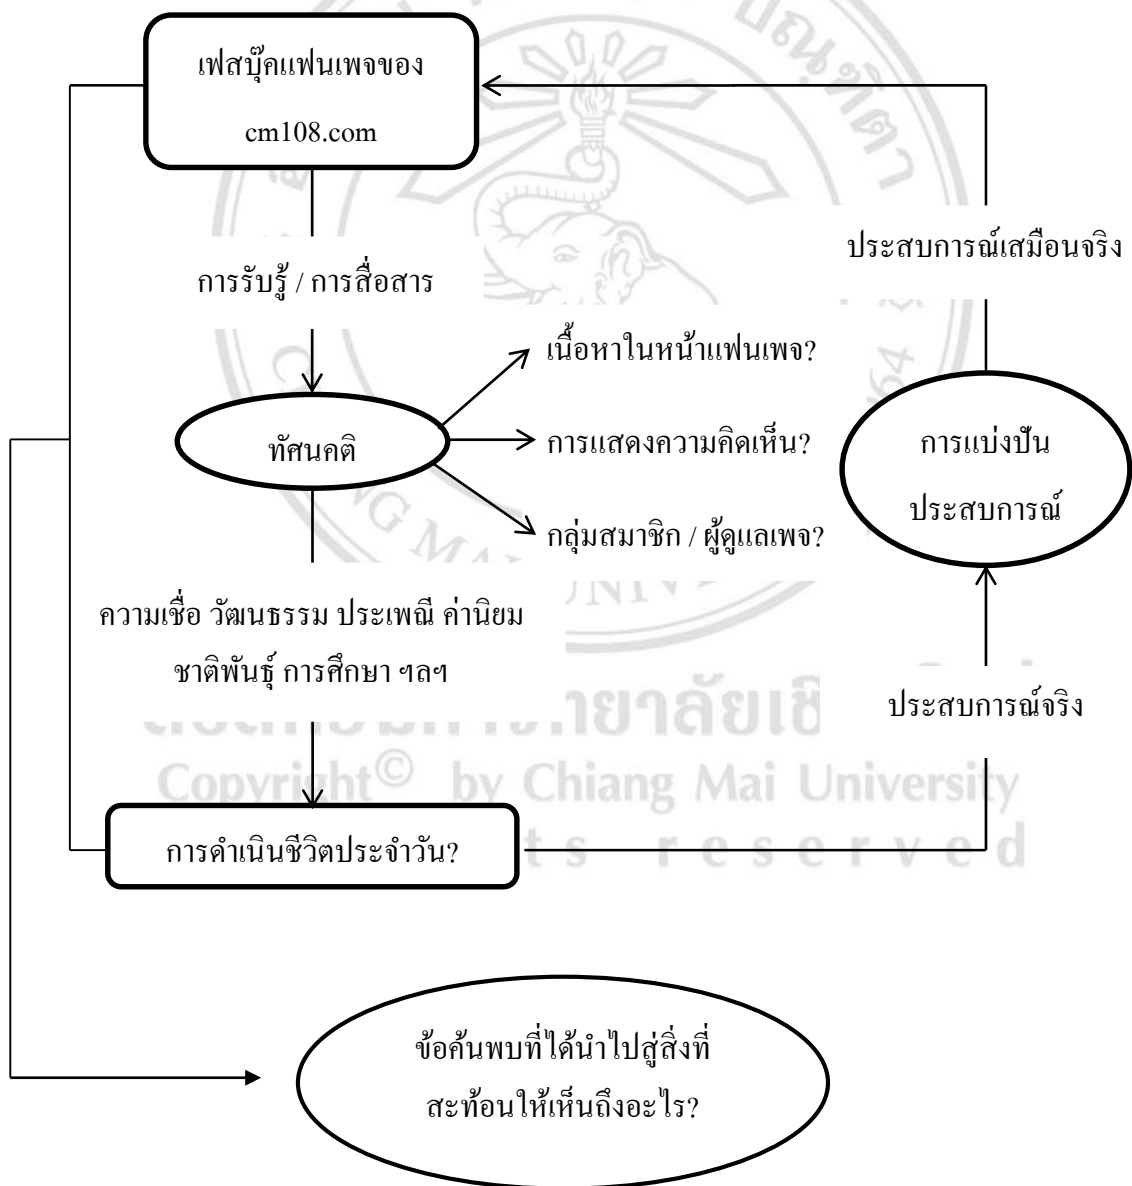 เฟสบุ๊คแฟนเพจของ
cm108.com
ประสบการณ์เสมือนจริง
การรับรู้ / การสื่อสาร
เนื้อหาในหน้าแฟนเพจ?
ทัศนคติ
การแสดงความคิดเห็น?
การแบ่งปัน
ประสบการณ์
กลุ่มสมาชิก / ผู้ดูแลเพจ?
ความเชื่อ วัฒนธรรม ประเพณี ค่านิยม
ชาติพันธุ์ การศึกษา ฯลฯ
ประสบการณ์จริง
Copyright© by Chiang Mai University
การดำเนินชีวิตประจำวัน?
reserved
ข้อค้นพบที่ได้นำไปสู่สิ่งที่
สะท้อนให้เห็นถึงอะไร?